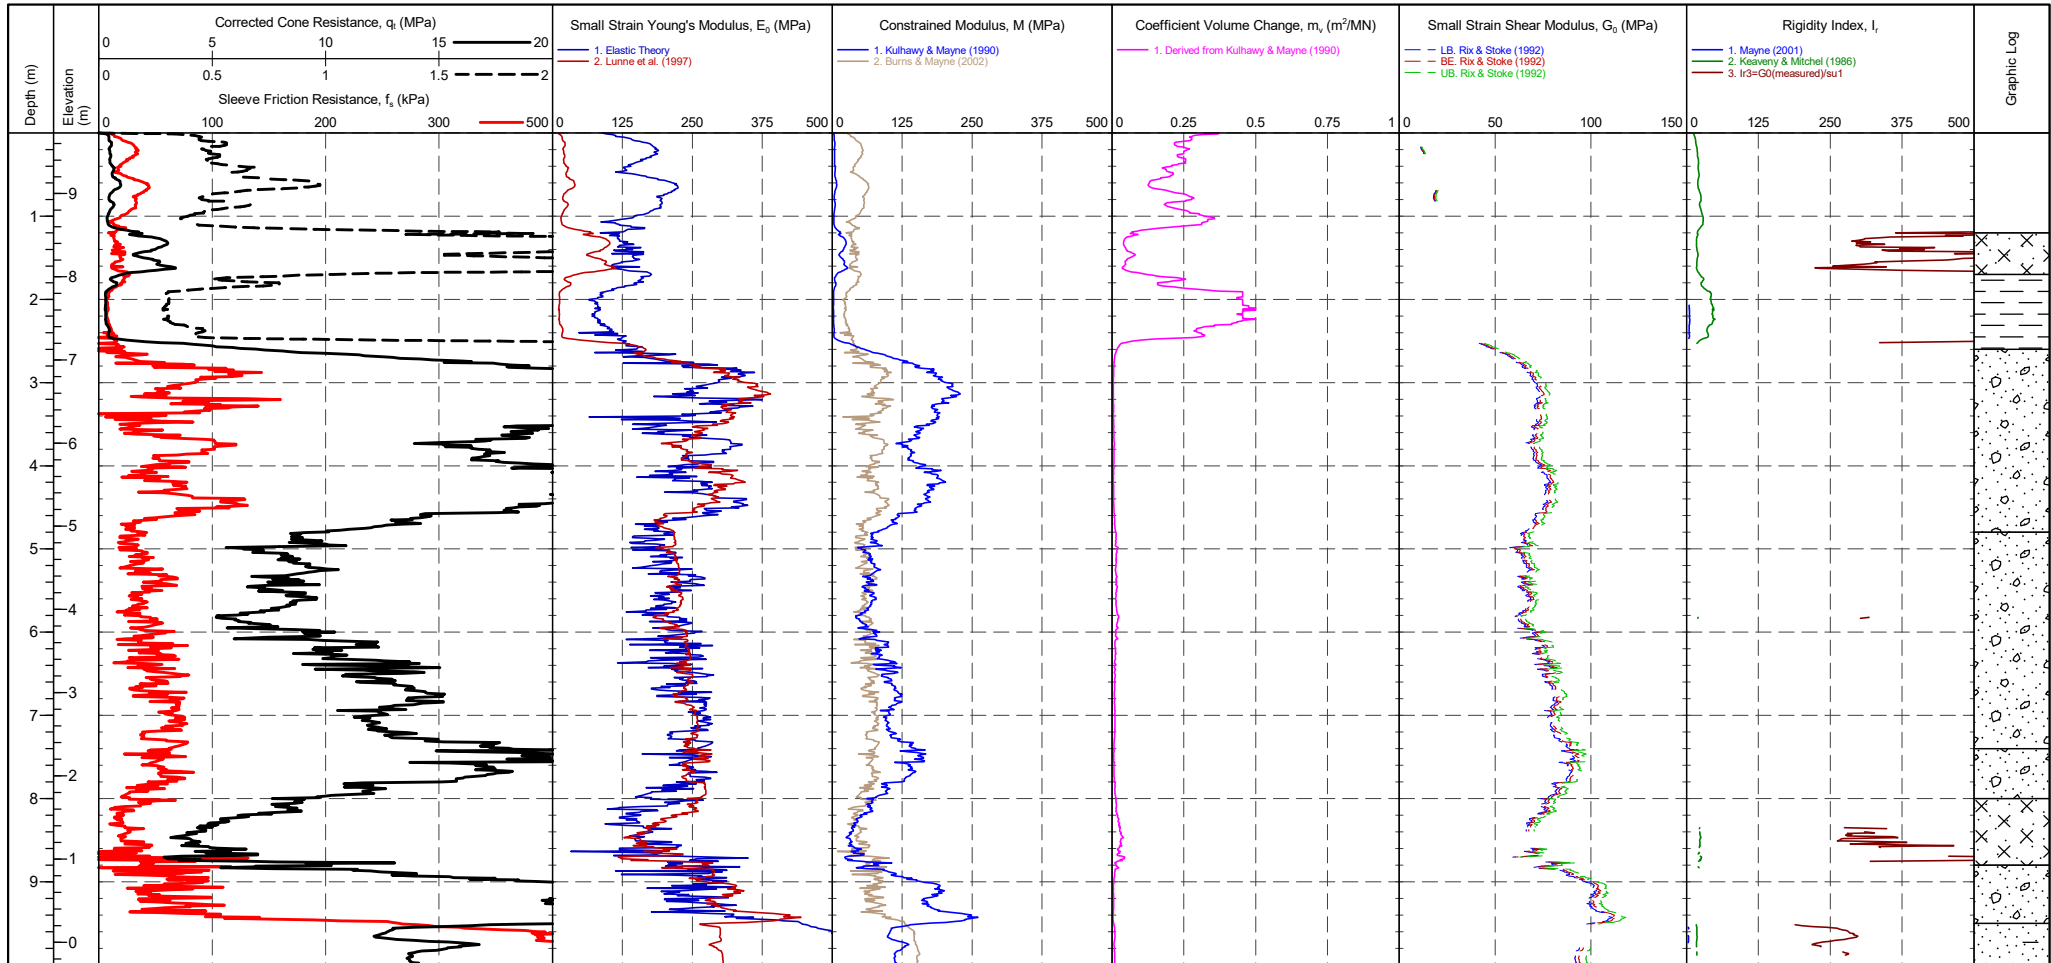 Corrected Cone Resistance, qt (MPa)
0 5 10 15 20
0 0.5 1 1.5 2
Sleeve Friction Resistance, fs (kPa)
0 100 200 300 500
Depth (m)
Elevation (m)
Small Strain Young's Modulus, E0 (MPa)
1. Elastic Theory
2. Lunne et al. (1997)
125 250 375 500
Constrained Modulus, M (MPa)
1. Kulhawy & Mayne (1990)
2. Burns & Mayne (2002)
0 125 250 375 500
Coefficient Volume Change, mv (m²/MN)
1. Derived from Kulhawy & Mayne (1990)
0 0.25 0.5 0.75 1
Small Strain Shear Modulus, G0 (MPa)
LB. Rix & Stoke (1992)
BE. Rix & Stoke (1992)
UB. Rix & Stoke (1992)
0 50 100 150
Rigidity Index, Ir
1. Mayne (2001)
2. Keaveny & Mitchel (1986)
3. Ir3=G0(measured)/su1
0 125 250 375 500
Graphic Log
9
1
8
2
7
3
6
4
5
5
4
6
3
7
2
8
1
9
0